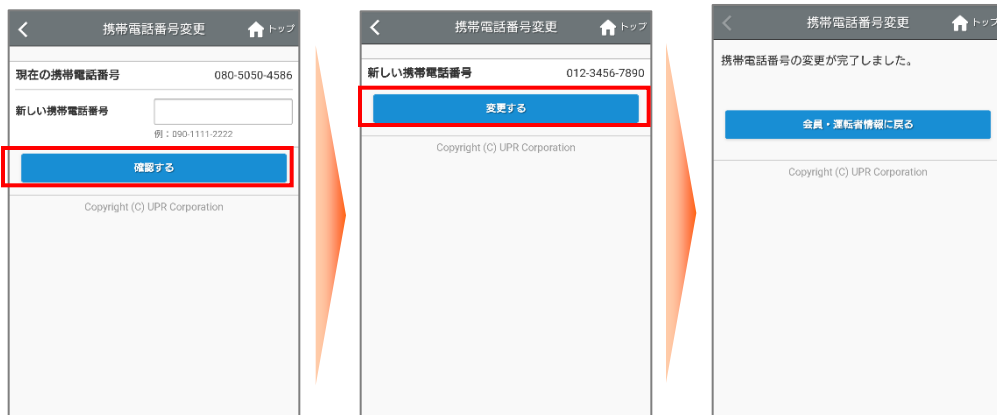 携帯電話番号変更 トップ
現在の携帯電話番号 080-5050-4586
新しい携帯電話番号
例：090-1111-2222
確認する
Copyright (C) UPR Corporation
携帯電話番号変更 トップ
新しい携帯電話番号 012-3456-7890
変更する
Copyright (C) UPR Corporation
携帯電話番号変更 トップ
携帯電話番号の変更が完了しました。
会員・運転者情報に戻る
Copyright (C) UPR Corporation